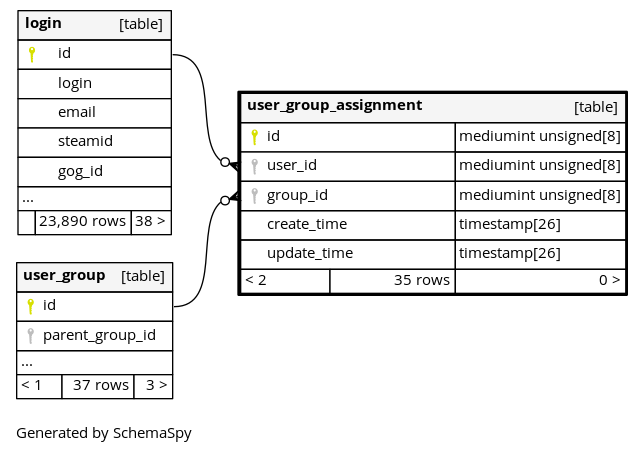 login [table]
id
login
email
steamid
gog_id
...
23,890 rows 38 >
user_group_assignment [table]
id mediumint unsigned[8]
user_id mediumint unsigned[8]
group_id mediumint unsigned[8]
create_time timestamp[26]
update_time timestamp[26]
< 2 35 rows 0 >
user_group [table]
id
parent_group_id
...
< 1 37 rows 3 >
Generated by SchemaSpy